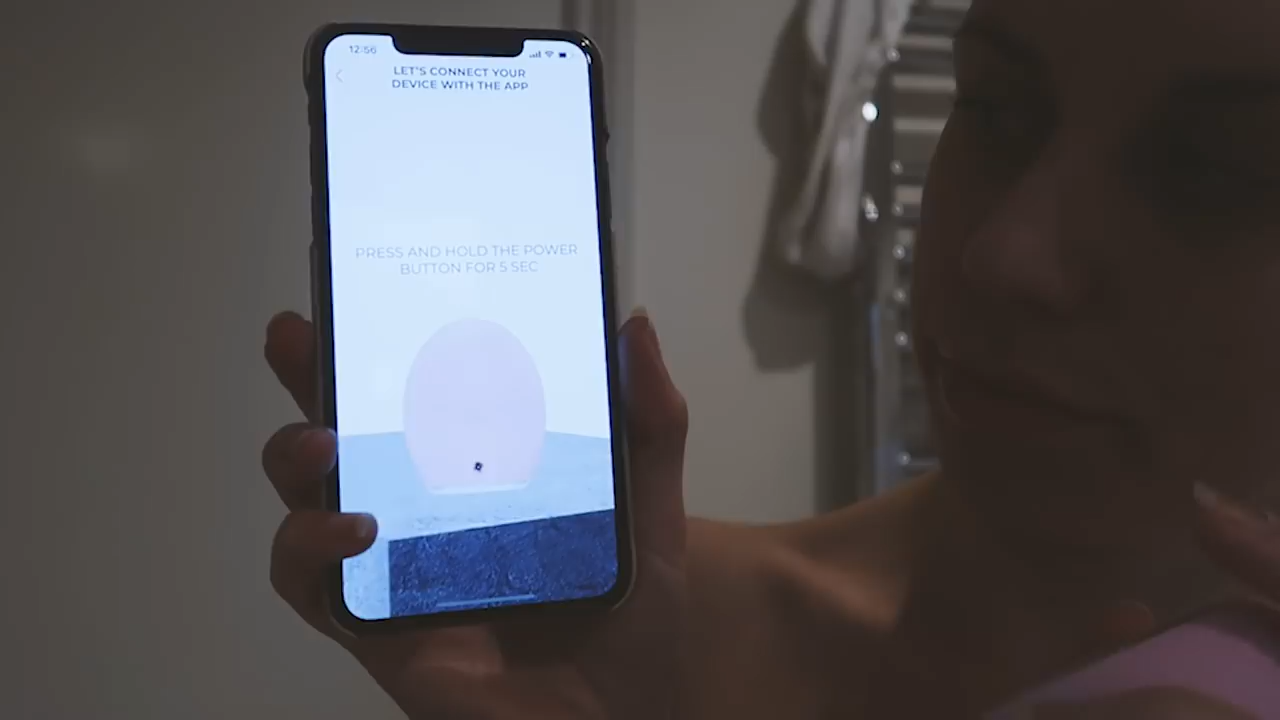 12:56
LET'S CONNECT YOUR
DEVICE WITH THE APP
PRESS AND HOLD THE POWER
BUTTON FOR 5 SEC